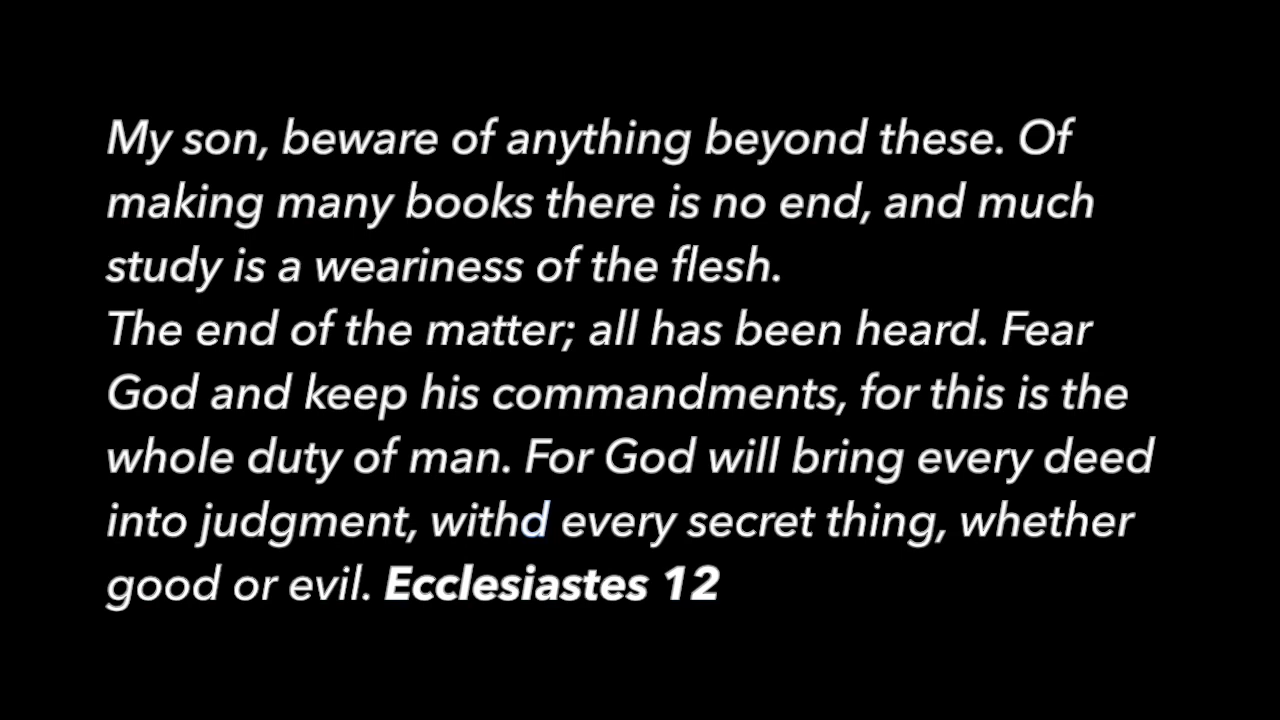 My son, beware of anything beyond these. Of
making many books there is no end, and much
study is a weariness of the flesh.
The end of the matter; all has been heard. Fear
God and keep his commandments, for this is the
whole duty of man. For God will bring every deed
into judgment, withd every secret thing, whether
good or evil. Ecclesiastes 12